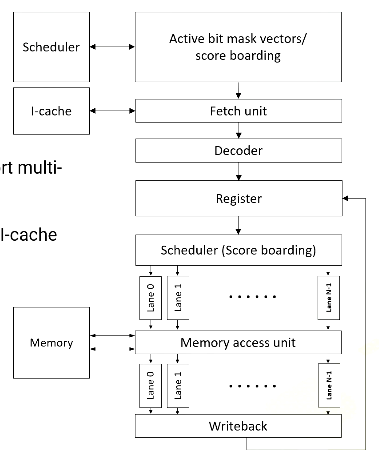 Scheduler
Active bit mask vectors/
score boarding
I-cache
Fetch unit
Decoder
rt multi-
Register
I-cache
Scheduler (Score boarding)
Lane 0
Lane 1
......
Lane N-1
Memory
Memory access unit
Lane 0
Lane 1
......
Lane N-1
Writeback